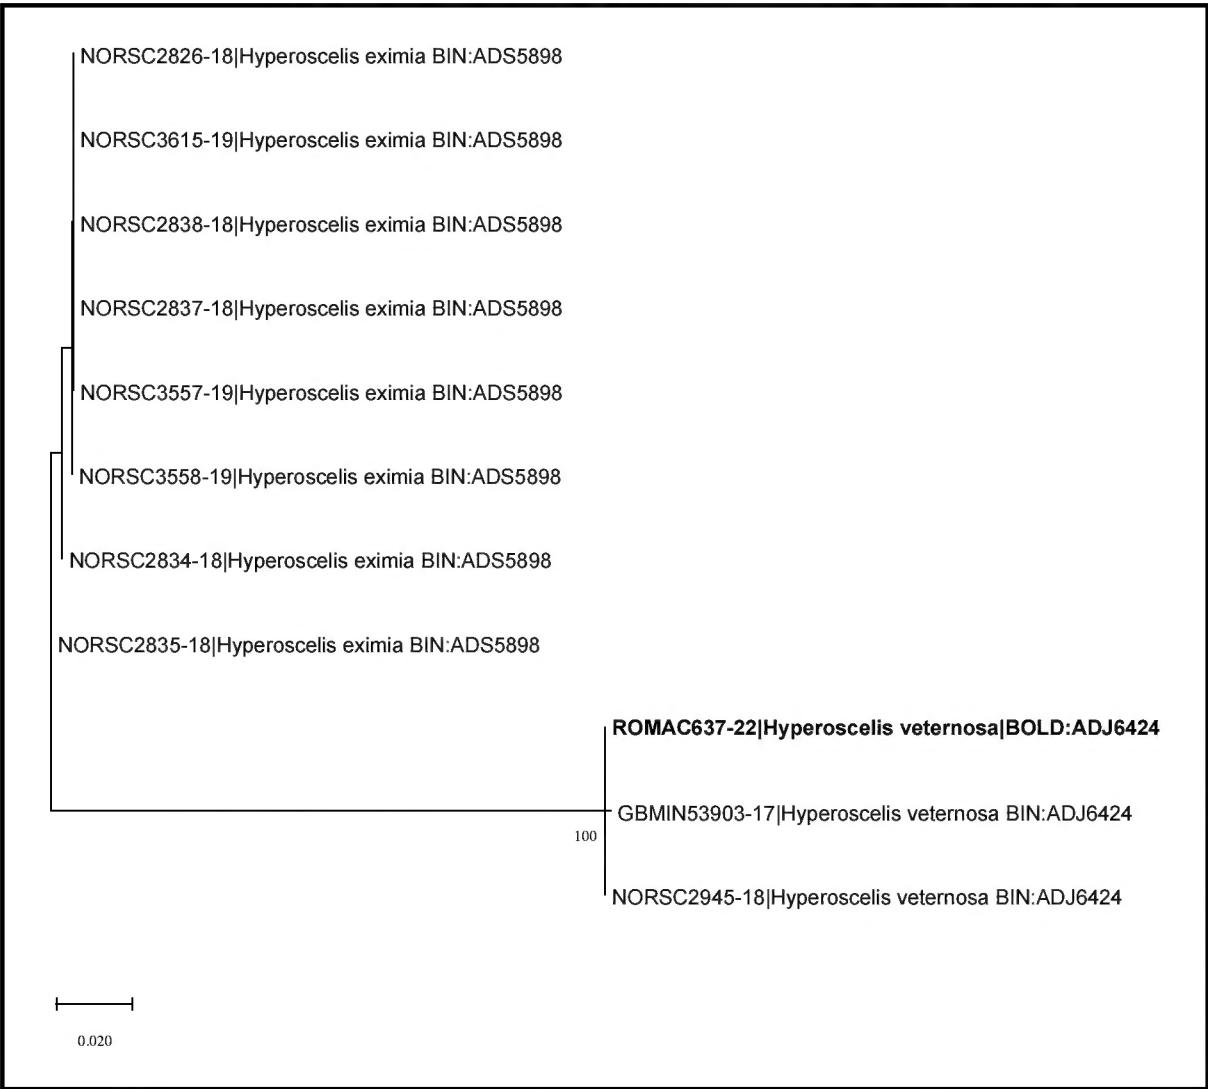 NORSC2826-18|Hyperoscelis eximia BIN:ADS5898
NORSC3615-19|Hyperoscelis eximia BIN:ADS5898
NORSC2838-18|Hyperoscelis eximia BIN:ADS5898
NORSC2837-18|Hyperoscelis eximia BIN:ADS5898
NORSC3557-19|Hyperoscelis eximia BIN:ADS5898
NORSC3558-19|Hyperoscelis eximia BIN:ADS5898
NORSC2834-18|Hyperoscelis eximia BIN:ADS5898
NORSC2835-18|Hyperoscelis eximia BIN:ADS5898
ROMAC637-22|Hyperoscelis veternosa|BOLD:ADJ6424
GBMIN53903-17|Hyperoscelis veternosa BIN:ADJ6424
100
NORSC2945-18|Hyperoscelis veternosa BIN:ADJ6424
0.020